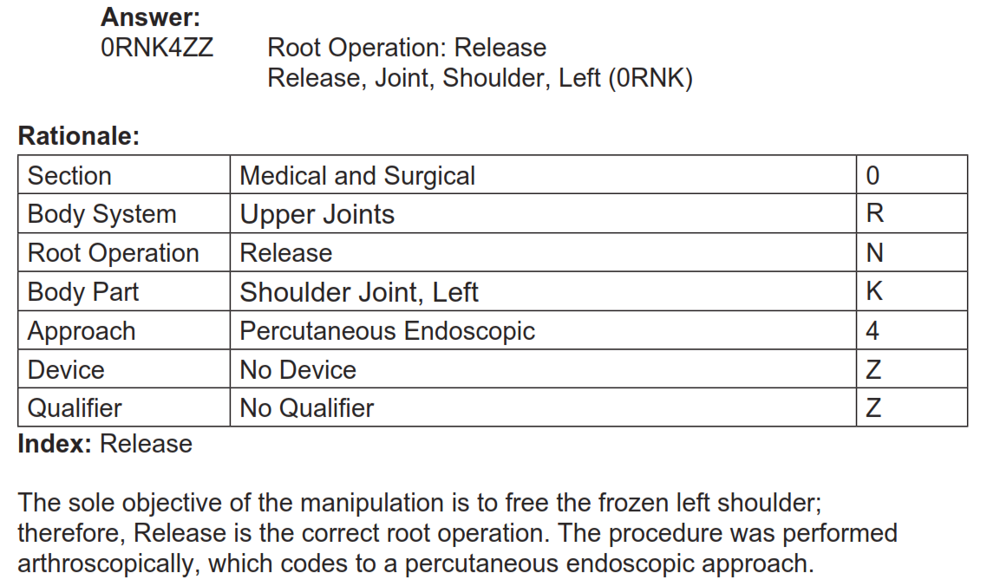 Answer:
0RNK4ZZ Root Operation: Release
Release, Joint, Shoulder, Left (0RNK)
Rationale:
Section Medical and Surgical 0
Body System Upper Joints R
Root Operation Release N
Body Part Shoulder Joint, Left K
Approach Percutaneous Endoscopic 4
Device No Device Z
Qualifier No Qualifier Z
Index: Release
The sole objective of the manipulation is to free the frozen left shoulder;
therefore, Release is the correct root operation. The procedure was performed
arthroscopically, which codes to a percutaneous endoscopic approach.